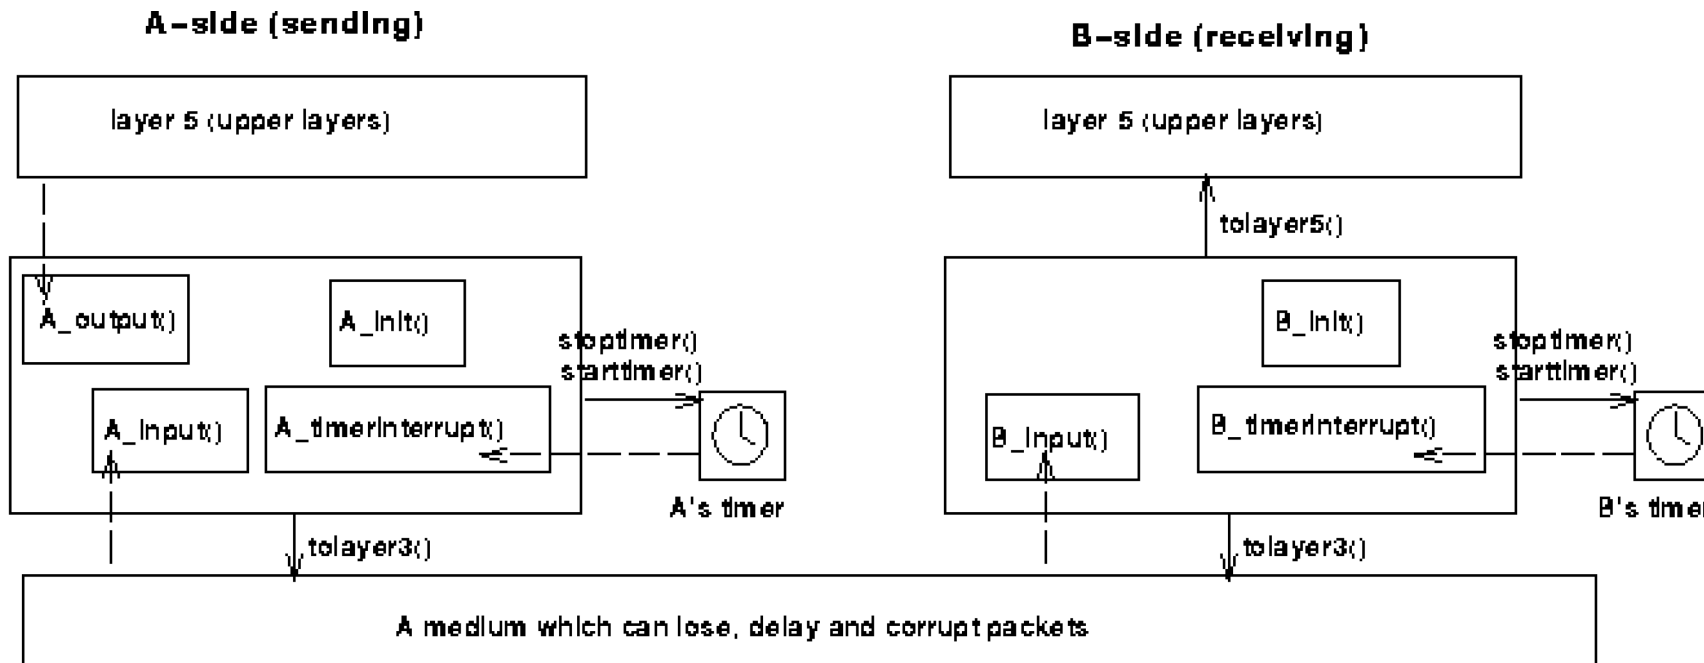 A-side (sending)
B-side (receiving)
layer 5 (upper layers)
layer 5 (upper layers)
tolayer5()
A_output()
A_init()
B_init()
stoptimer()
starttimer()
stoptimer()
starttimer()
A_input()
A_timerinterrupt()
B_input()
B_timerinterrupt()
A's timer
B's timer
tolayer3()
tolayer3()
A medium which can lose, delay and corrupt packets